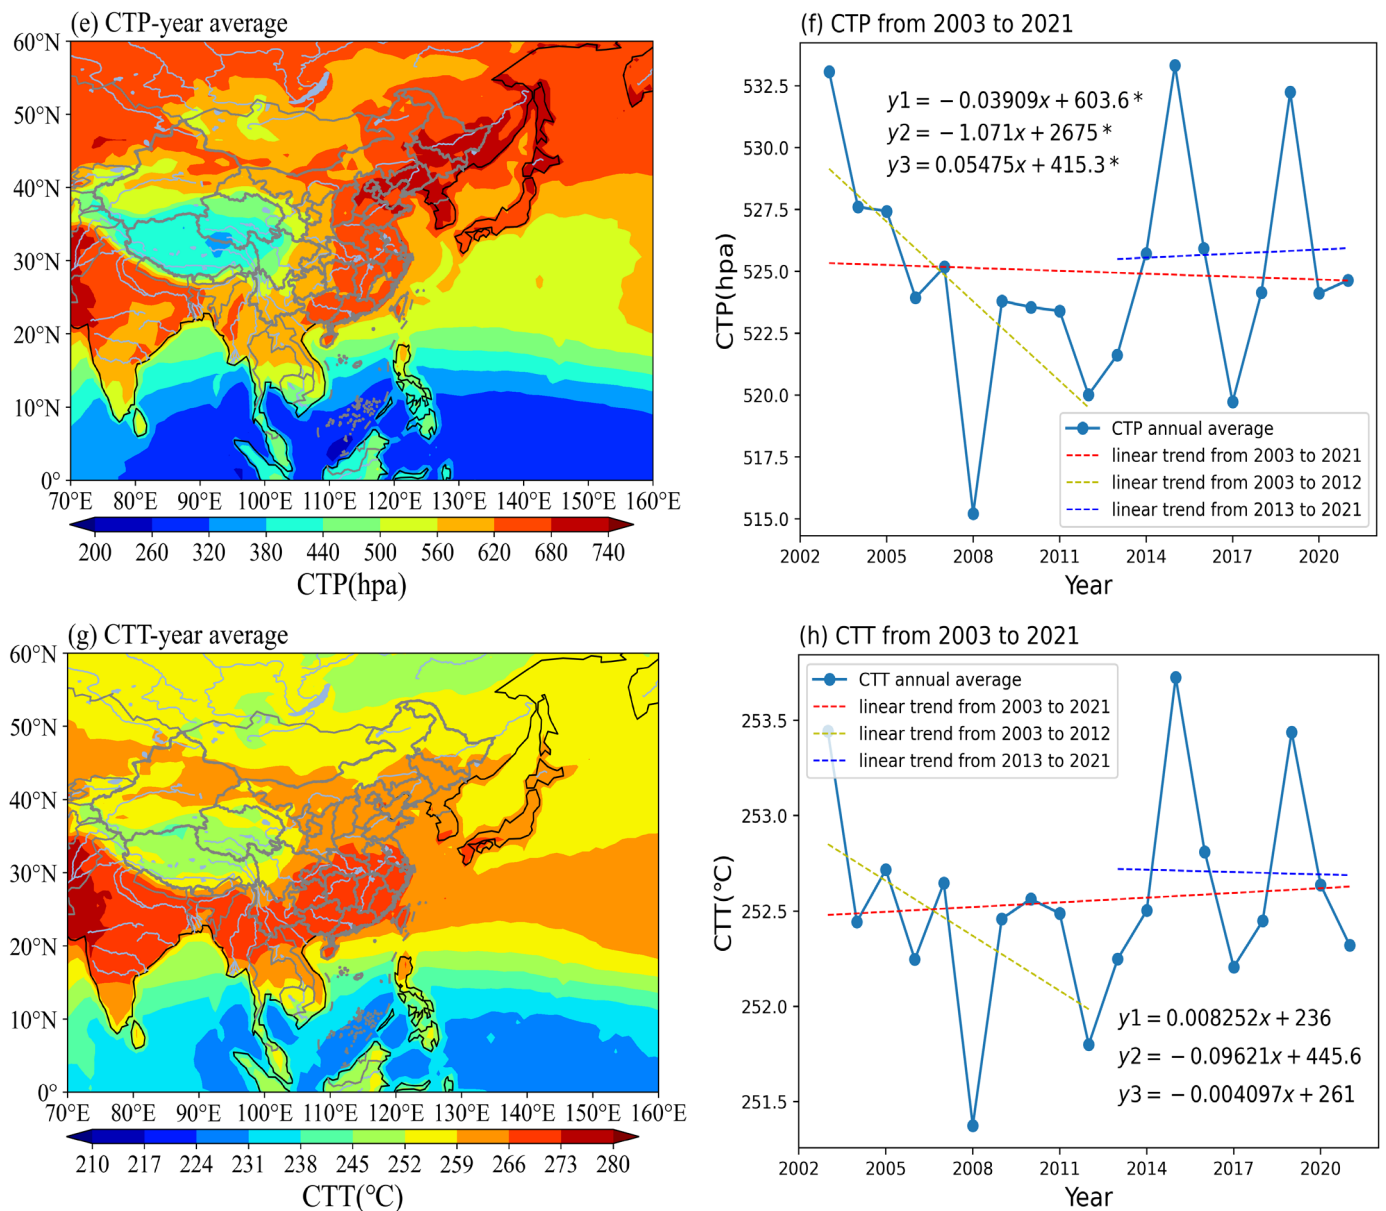 (e) CTP-year average
60°N
50°N
40°N
30°N
20°N
10°N
0°
70°E 80°E 90°E 100°E 110°E 120°E 130°E 140°E 150°E 160°E
200 260 320 380 440 500 560 620 680 740
CTP(hpa)
(f) CTP from 2003 to 2021
y1 = −0.03909x + 603.6 *
y2 = −1.071x + 2675 *
y3 = 0.05475x + 415.3 *
532.5
530.0
527.5
525.0
522.5
520.0
517.5
515.0
CTP(hpa)
CTP annual average
linear trend from 2003 to 2021
linear trend from 2003 to 2012
linear trend from 2013 to 2021
2002 2005 2008 2011 2014 2017 2020
Year
(g) CTT-year average
60°N
50°N
40°N
30°N
20°N
10°N
0°
70°E 80°E 90°E 100°E 110°E 120°E 130°E 140°E 150°E 160°E
210 217 224 231 238 245 252 259 266 273 280
CTT(°C)
(h) CTT from 2003 to 2021
CTT annual average
linear trend from 2003 to 2021
linear trend from 2003 to 2012
linear trend from 2013 to 2021
253.5
253.0
252.5
252.0
251.5
CTT(°C)
y1 = 0.008252x + 236
y2 = −0.09621x + 445.6
y3 = −0.004097x + 261
2002 2005 2008 2011 2014 2017 2020
Year